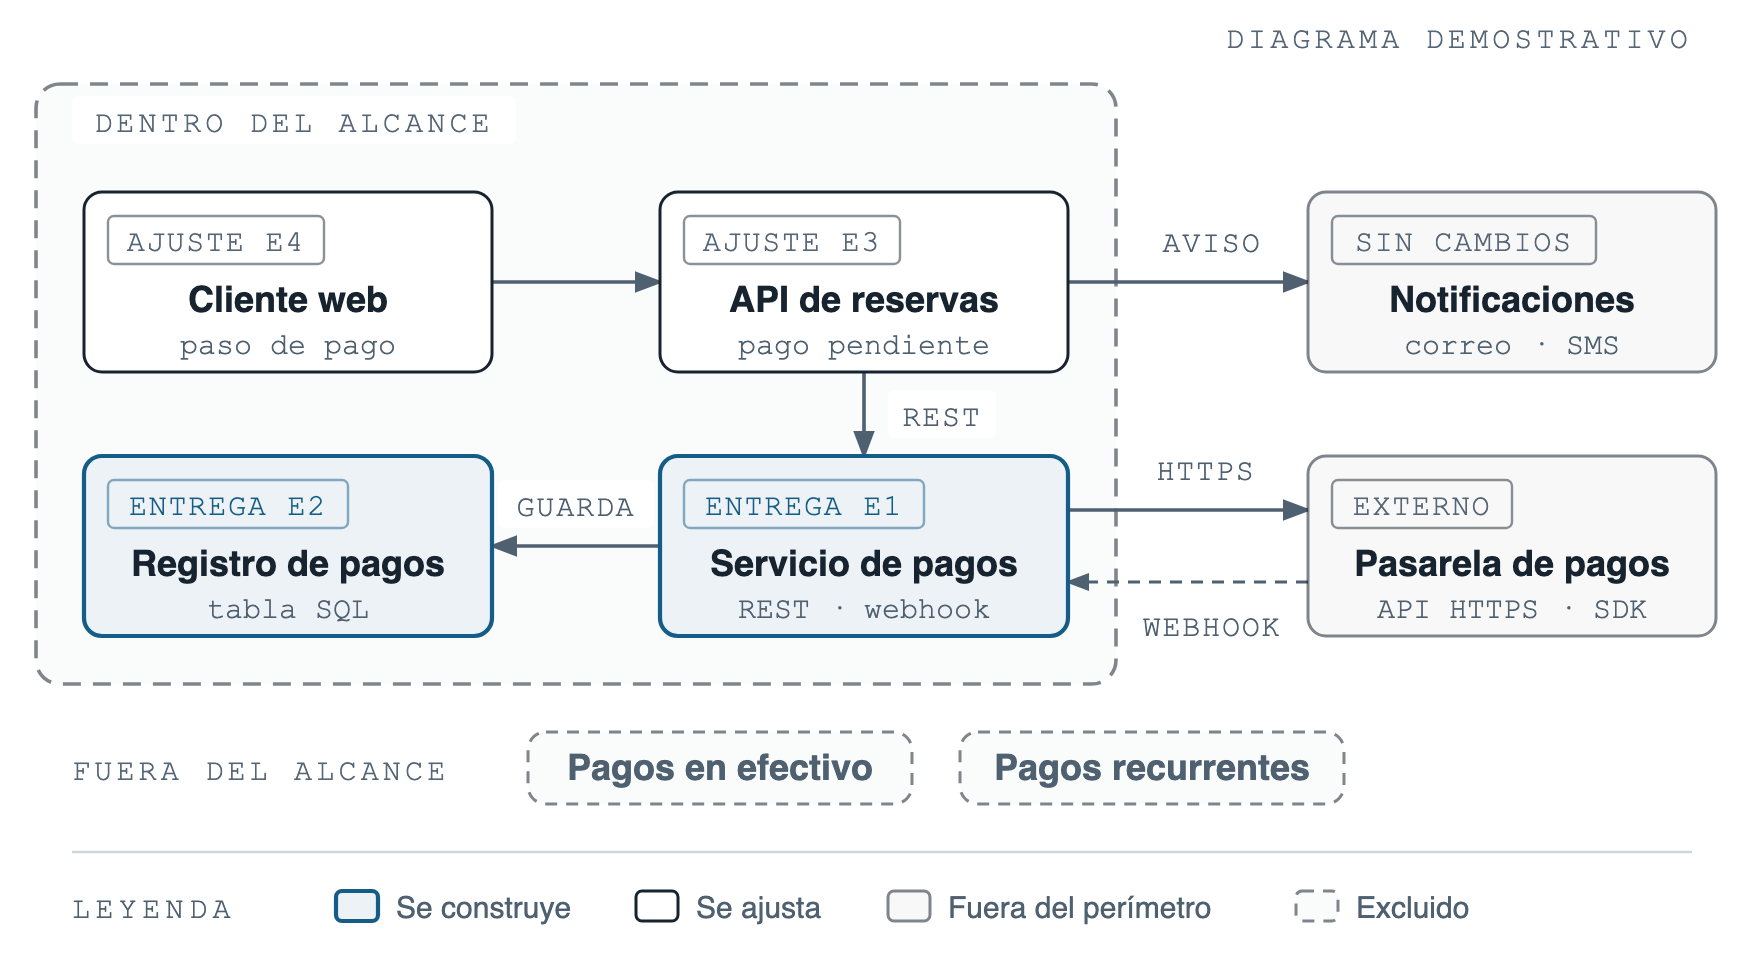 DIAGRAMA DEMOSTRATIVO
DENTRO DEL ALCANCE
AJUSTE E4
Cliente web
paso de pago
AJUSTE E3
API de reservas
pago pendiente
AVISO
SIN CAMBIOS
Notificaciones
correo · SMS
REST
ENTREGA E2
Registro de pagos
tabla SQL
GUARDA
ENTREGA E1
Servicio de pagos
REST · webhook
HTTPS
WEBHOOK
EXTERNO
Pasarela de pagos
API HTTPS · SDK
FUERA DEL ALCANCE
Pagos en efectivo
Pagos recurrentes
LEYENDA
Se construye
Se ajusta
Fuera del perímetro
Excluido